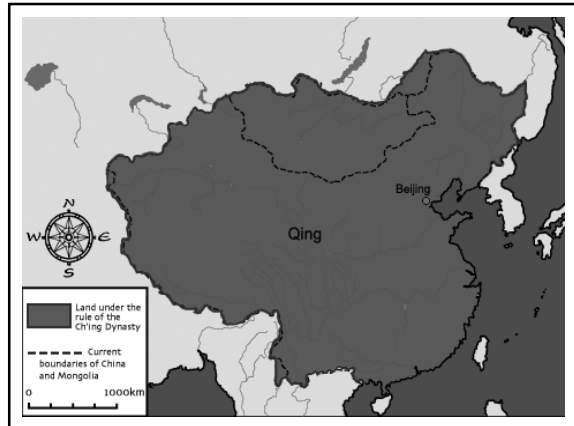 Beijing
Qing
N
W E
S
Land under the
rule of the
Ch'ing Dynasty
Current
boundaries of China
and Mongolia
0 1000km